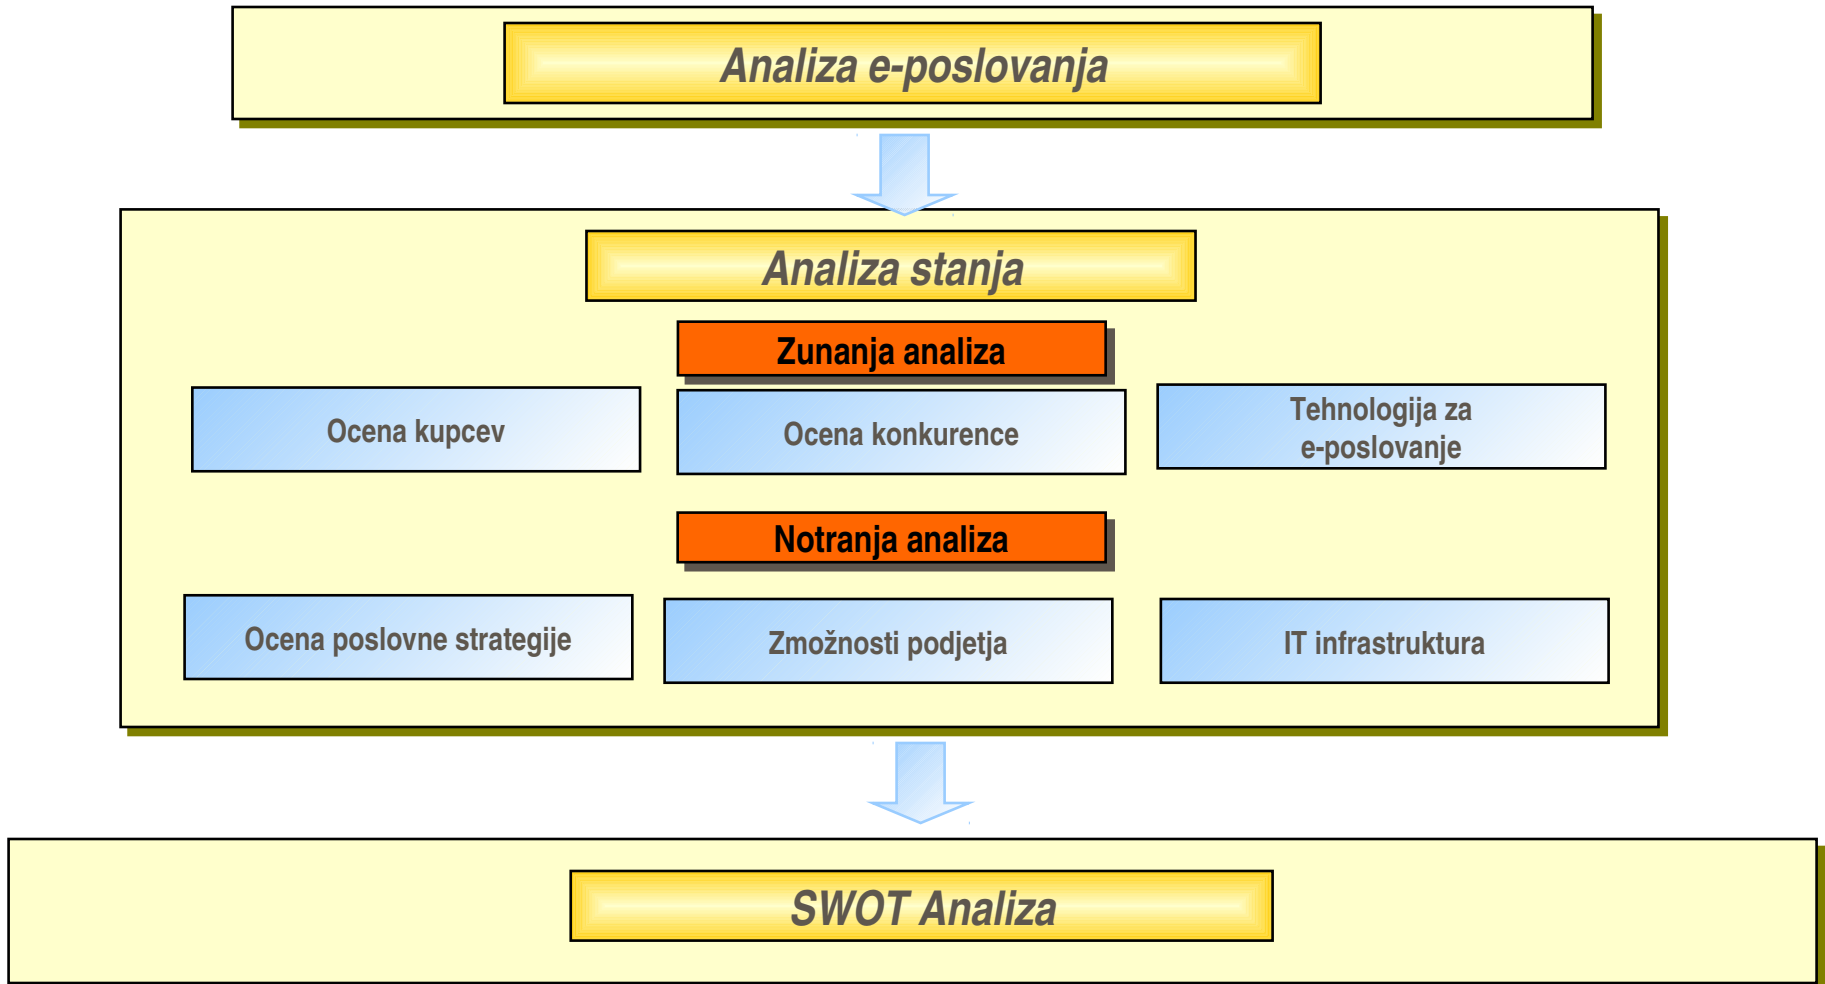 Analiza e-poslovanja
Analiza stanja
Zunanja analiza
Ocena kupcev
Ocena konkurence
Tehnologija za
e-poslovanje
Notranja analiza
Ocena poslovne strategije
Zmožnosti podjetja
IT infrastruktura
SWOT Analiza